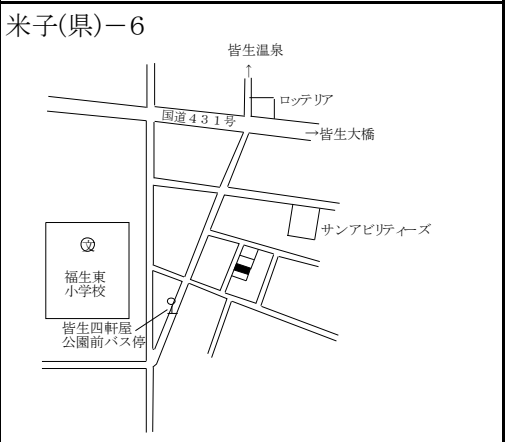 米子(県)－6
皆生温泉
↑
ロッテリア
国道４３１号
→皆生大橋
サンアビリティーズ
文
福生東
小学校
皆生四軒屋
公園前バス停